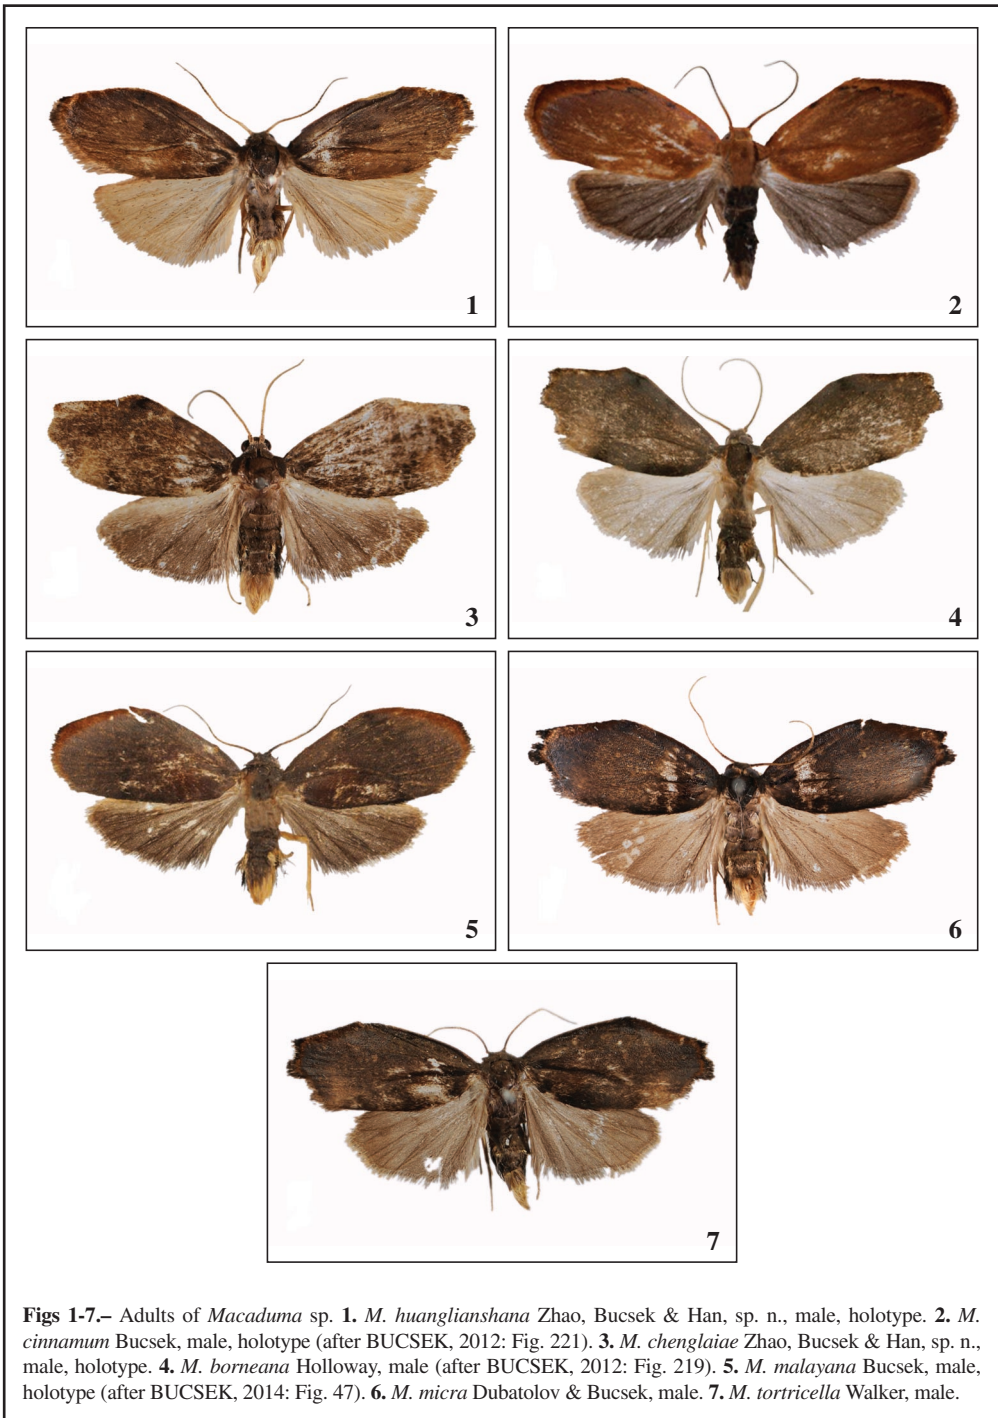 1
2
3
4
5
6
7
Figs 1-7.– Adults of Macaduma sp. 1. M. huanglianshana Zhao, Bucsek & Han, sp. n., male, holotype. 2. M.
cinnamum Bucsek, male, holotype (after BUCSEK, 2012: Fig. 221). 3. M. chenglaiae Zhao, Bucsek & Han, sp. n.,
male, holotype. 4. M. borneana Holloway, male (after BUCSEK, 2012: Fig. 219). 5. M. malayana Bucsek, male,
holotype (after BUCSEK, 2014: Fig. 47). 6. M. micra Dubatolov & Bucsek, male. 7. M. tortricella Walker, male.